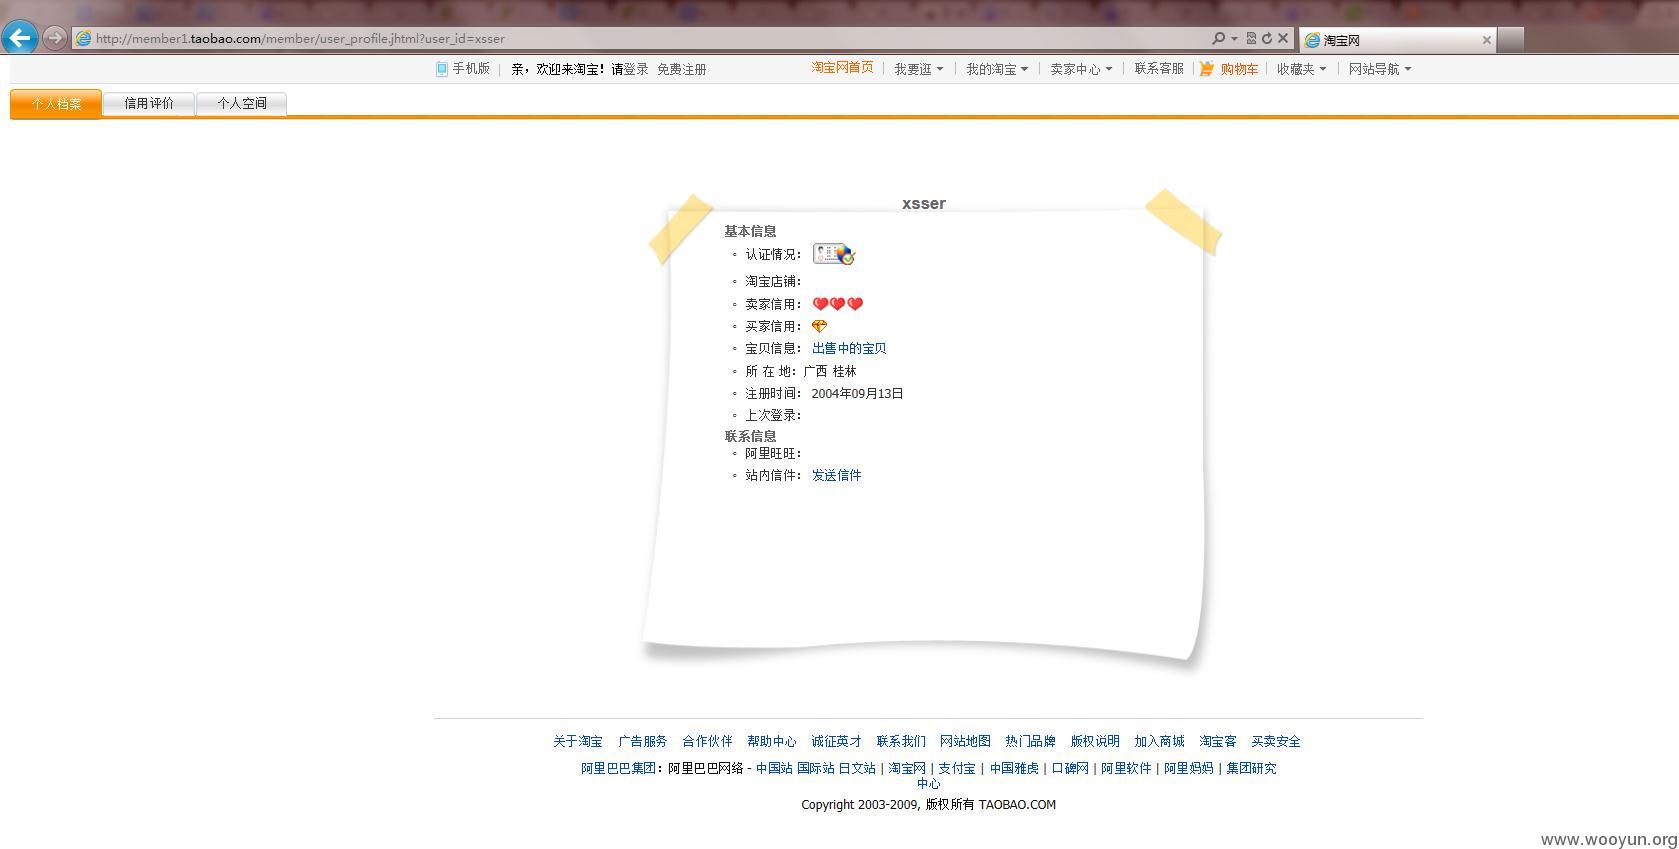 http://member1.taobao.com/member/user_profile.jhtml?user_id=xsser
淘宝网
手机版 | 亲，欢迎来淘宝！请登录 免费注册 淘宝网首页 | 我要逛 | 我的淘宝 | 卖家中心 | 联系客服 | 购物车 | 收藏夹 | 网站导航
个人档案 信用评价 个人空间
xsser
基本信息
认证情况：
淘宝店铺：
卖家信用：
买家信用：
宝贝信息： 出售中的宝贝
所 在 地：广西 桂林
注册时间： 2004年09月13日
上次登录：
联系信息
阿里旺旺：
站内信件： 发送信件
关于淘宝 广告服务 合作伙伴 帮助中心 诚征英才 联系我们 网站地图 热门品牌 版权说明 加入商城 淘宝客 买卖安全
阿里巴巴集团：阿里巴巴网络 - 中国站 国际站 日文站 | 淘宝网 | 支付宝 | 中国雅虎 | 口碑网 | 阿里软件 | 阿里妈妈 | 集团研究
中心
Copyright 2003-2009, 版权所有 TAOBAO.COM
www.wooyun.org